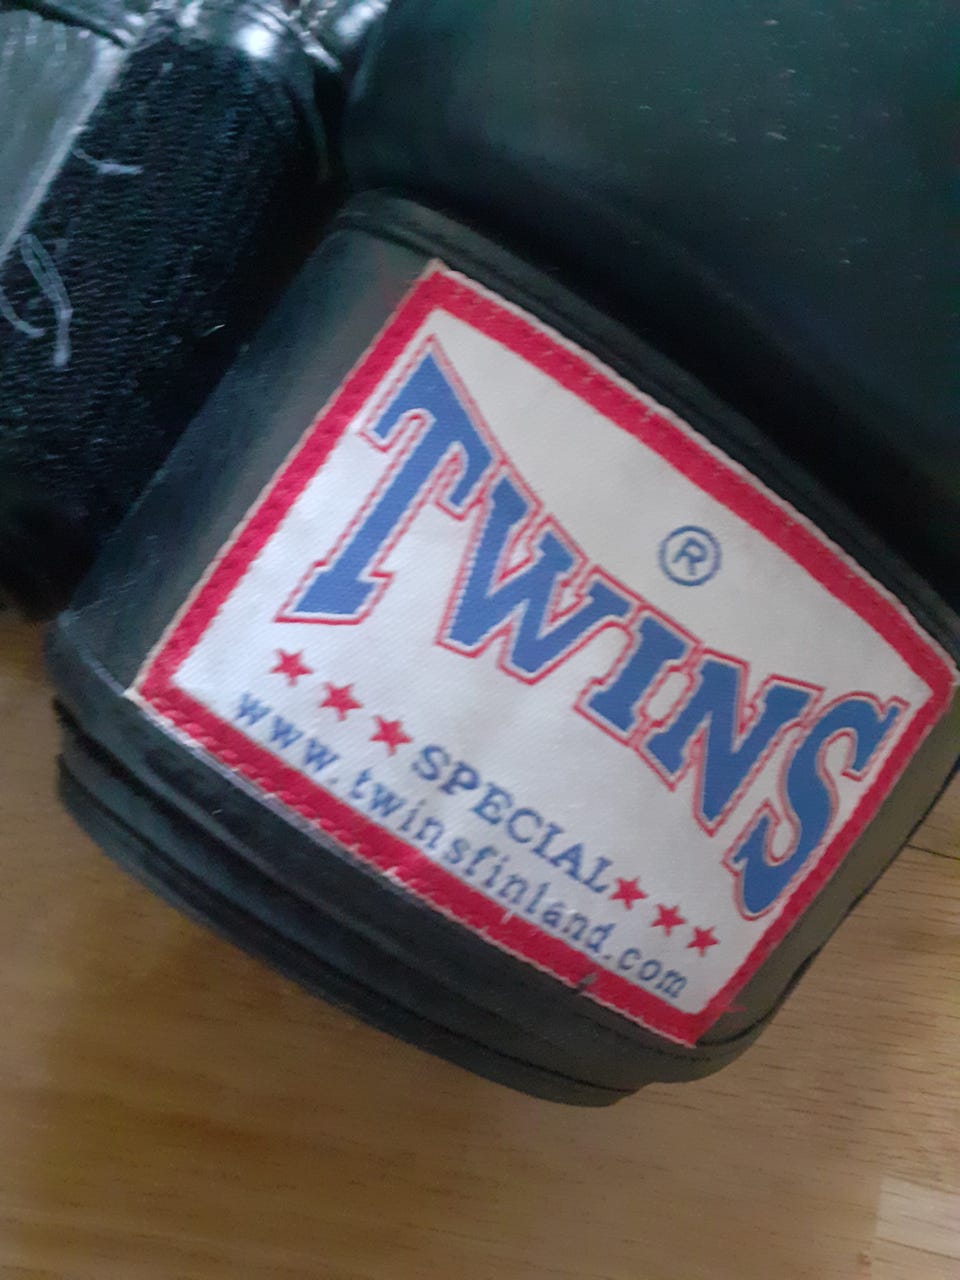 TWINS ®
★★★ SPECIAL ★★★
www.twinsfinland.com